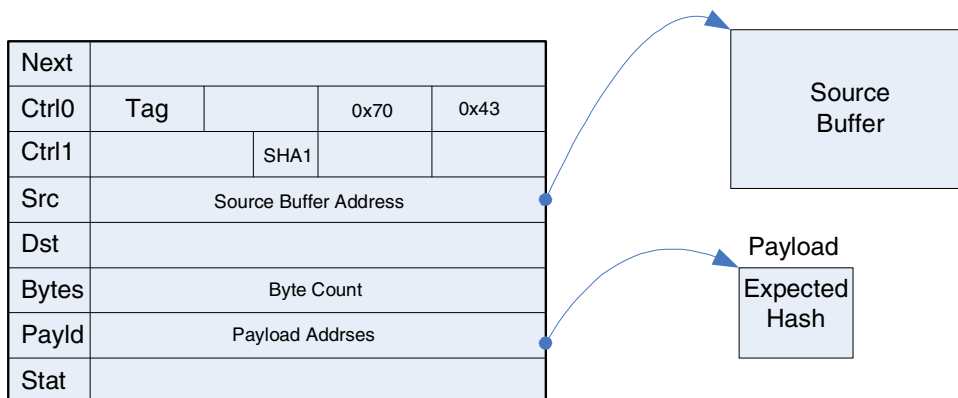 Next
Ctrl0 Tag 0x70 0x43
Ctrl1 SHA1
Src Source Buffer Address
Dst
Bytes Byte Count
Payld Payload Addrses
Stat
Source
Buffer
Payload
Expected
Hash